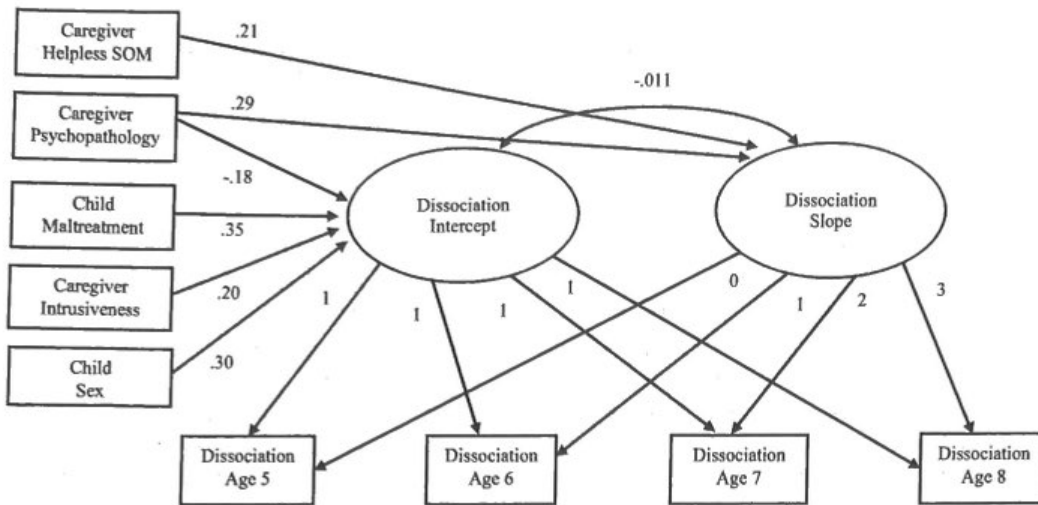 Caregiver
Helpless SOM
.21
-.011
Caregiver
Psychopathology
.29
-.18
Child
Maltreatment
.35
Caregiver
Intrusiveness
.20
Child
Sex
.30
Dissociation
Intercept
Dissociation
Slope
1
1
1
1
0
1
2
3
Dissociation
Age 5
Dissociation
Age 6
Dissociation
Age 7
Dissociation
Age 8